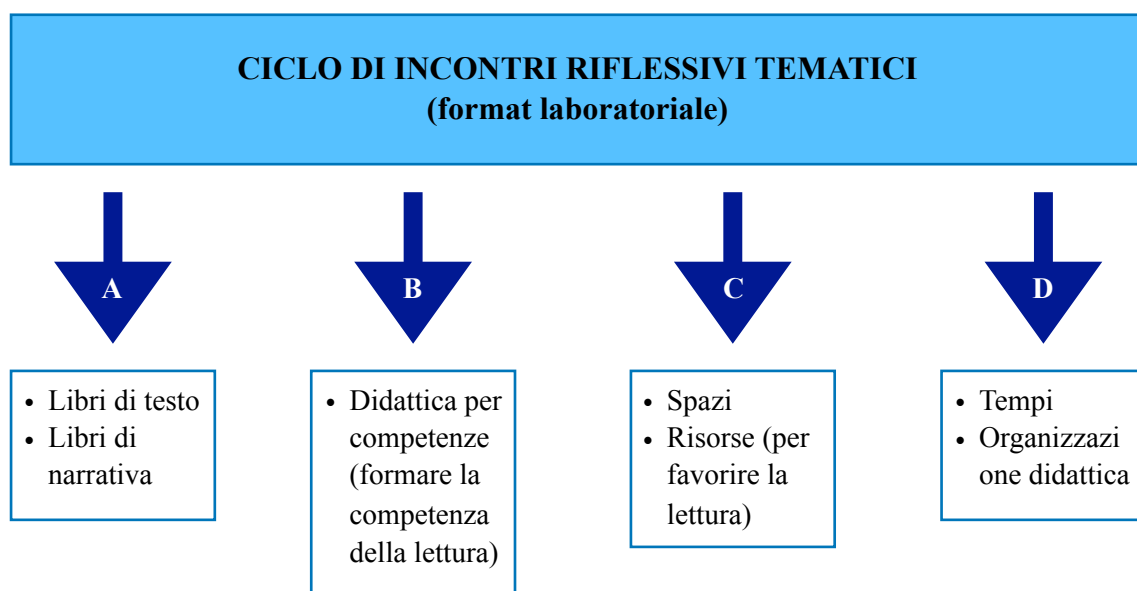 CICLO DI INCONTRI RIFLESSIVI TEMATICI
(format laboratoriale)
A
B
C
D
• Libri di testo
• Libri di
narrativa
• Didattica per
competenze
(formare la
competenza
della lettura)
• Spazi
• Risorse (per
favorire la
lettura)
• Tempi
• Organizzazi
one didattica